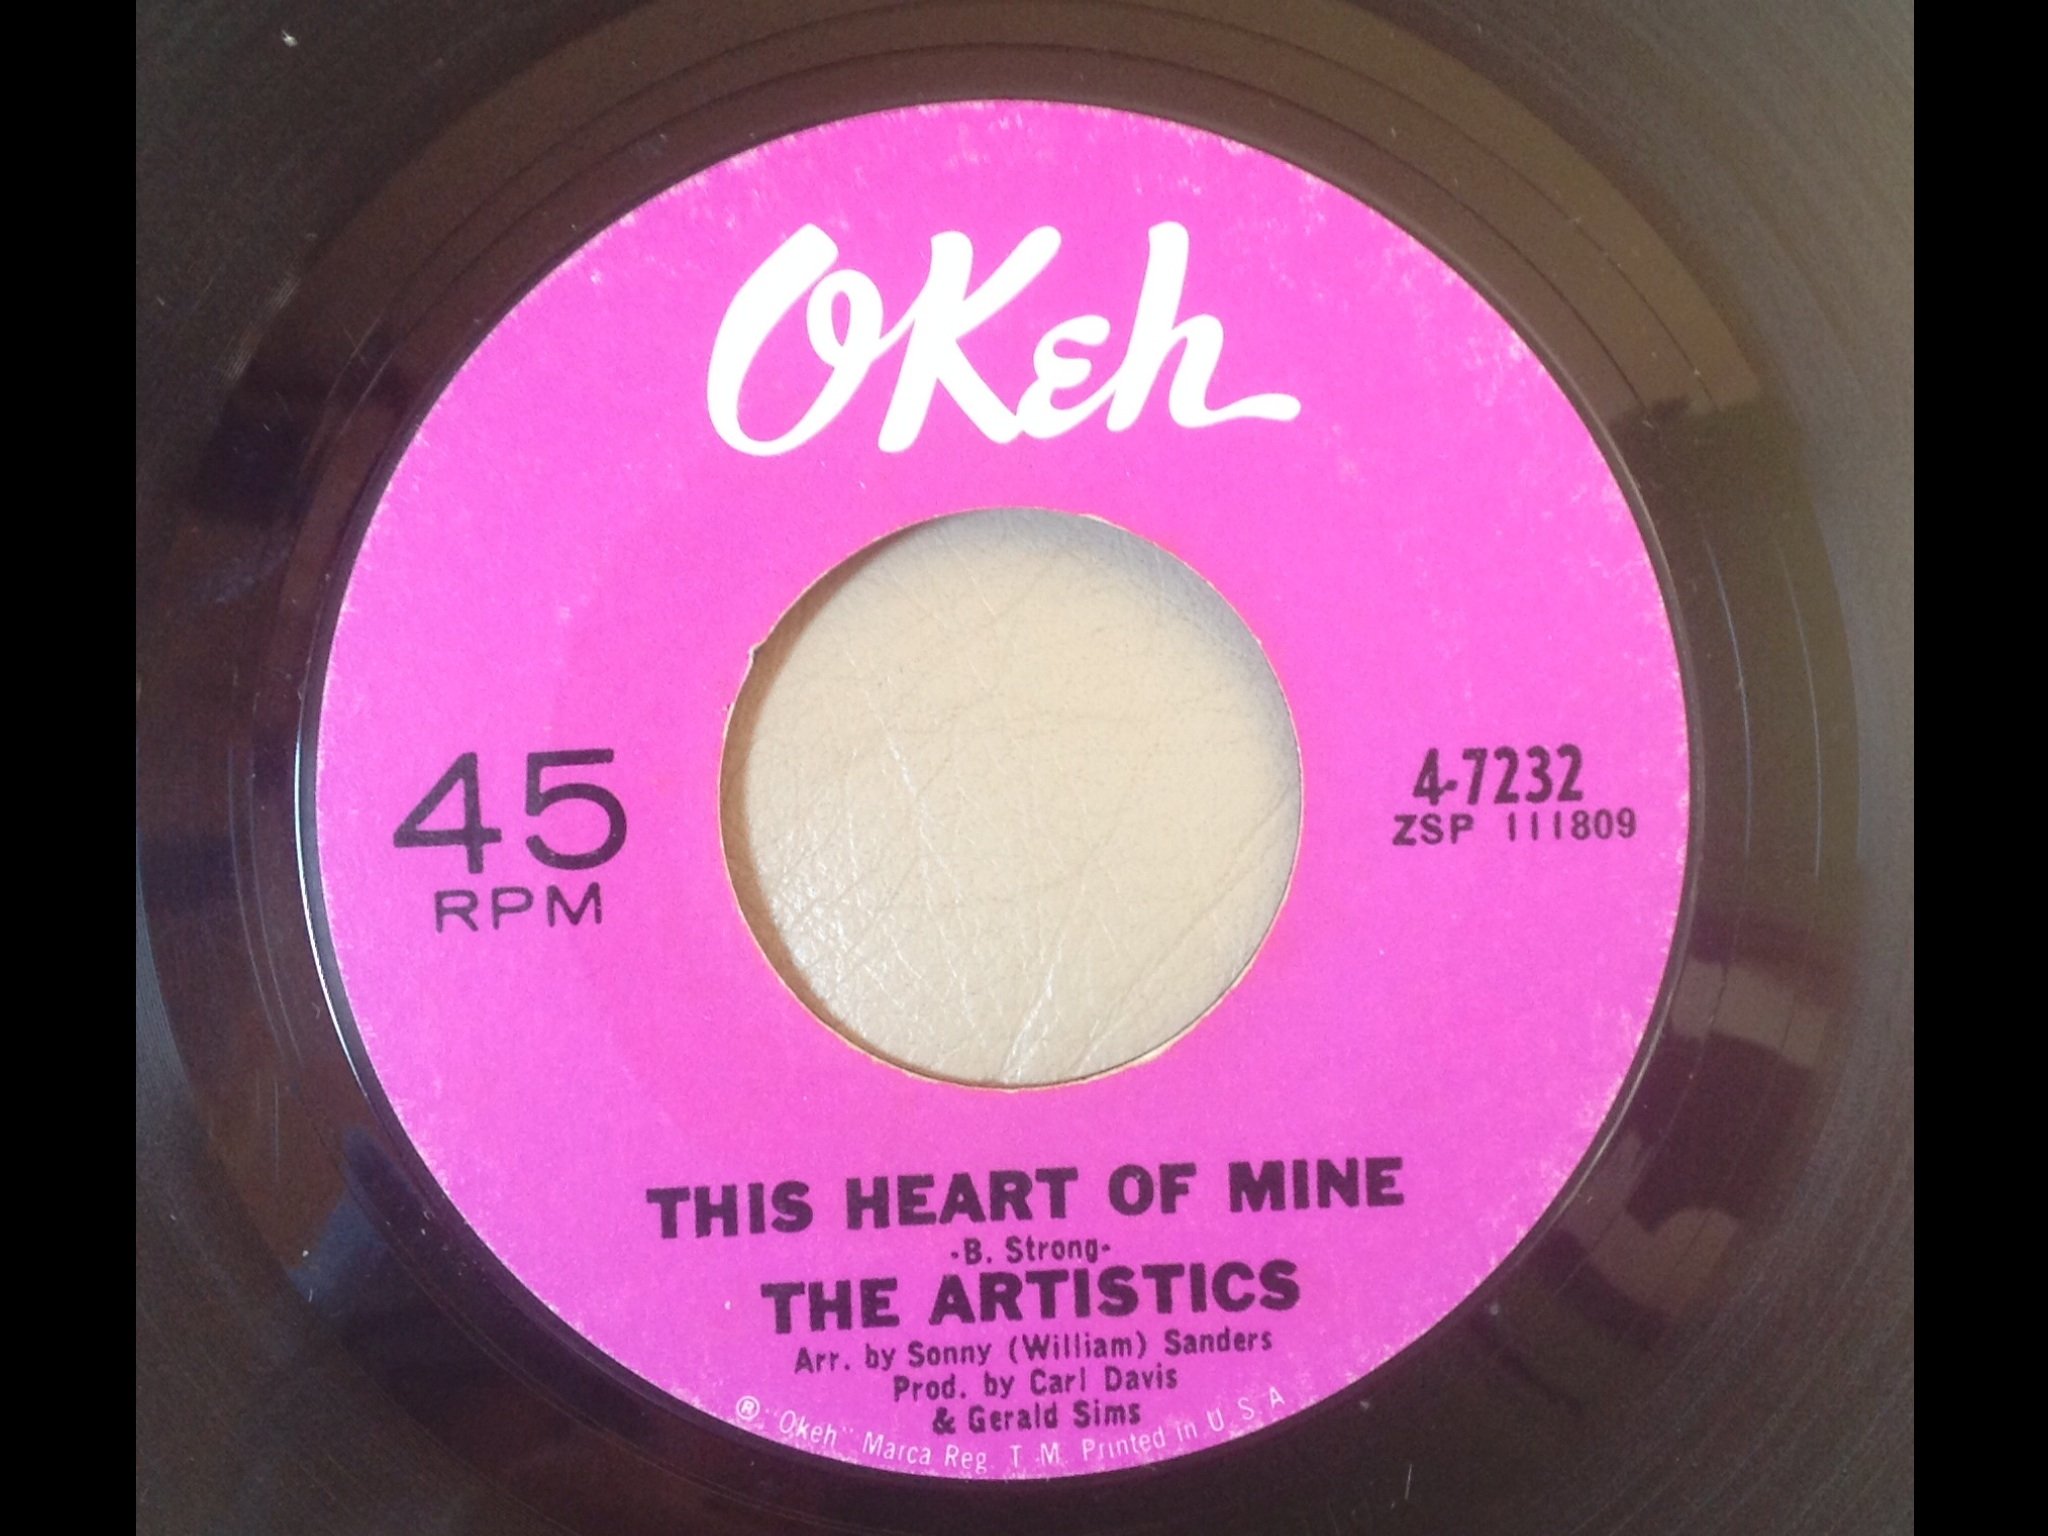 OKeh
45
RPM
4-7232
ZSP 111809
THIS HEART OF MINE
-B. Strong-
THE ARTISTICS
Arr. by Sonny (William) Sanders
Prod. by Carl Davis
& Gerald Sims
® "Okeh" Marca Reg. T. M. Printed in U. S. A